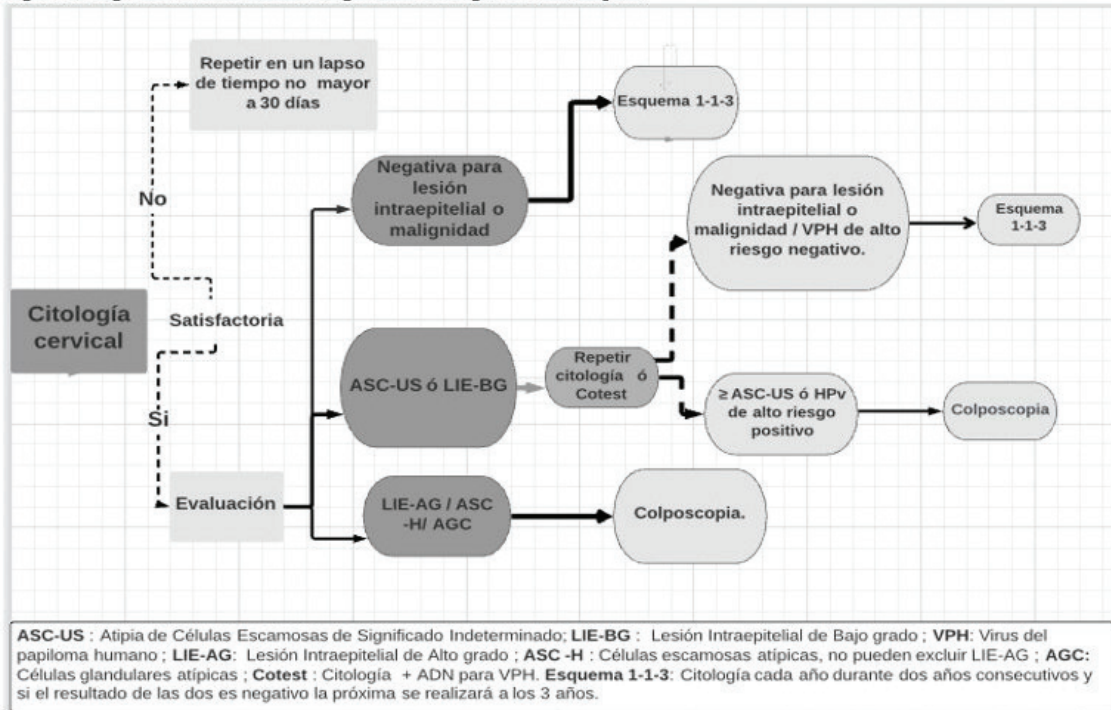 Repetir en un lapso
de tiempo no mayor
a 30 días
Esquema 1-1-3
Negativa para
lesión
intraepitelial o
malignidad
Negativa para lesión
intraepitelial o
malignidad / VPH de alto
riesgo negativo.
Esquema
1-1-3
No
Citología
cervical
Satisfactoria
ASC-US ó LIE-BG
Repetir
citología ó
Cotest
≥ ASC-US ó HPv
de alto riesgo
positivo
Colposcopia
Si
Evaluación
LIE-AG / ASC
-H/ AGC
Colposcopia.
ASC-US : Atipia de Células Escamosas de Significado Indeterminado; LIE-BG : Lesión Intraepitelial de Bajo grado ; VPH: Virus del
papiloma humano ; LIE-AG: Lesión Intraepitelial de Alto grado ; ASC -H : Células escamosas atípicas, no pueden excluir LIE-AG ; AGC:
Células glandulares atípicas ; Cotest : Citología + ADN para VPH. Esquema 1-1-3: Citología cada año durante dos años consecutivos y
si el resultado de las dos es negativo la próxima se realizará a los 3 años.